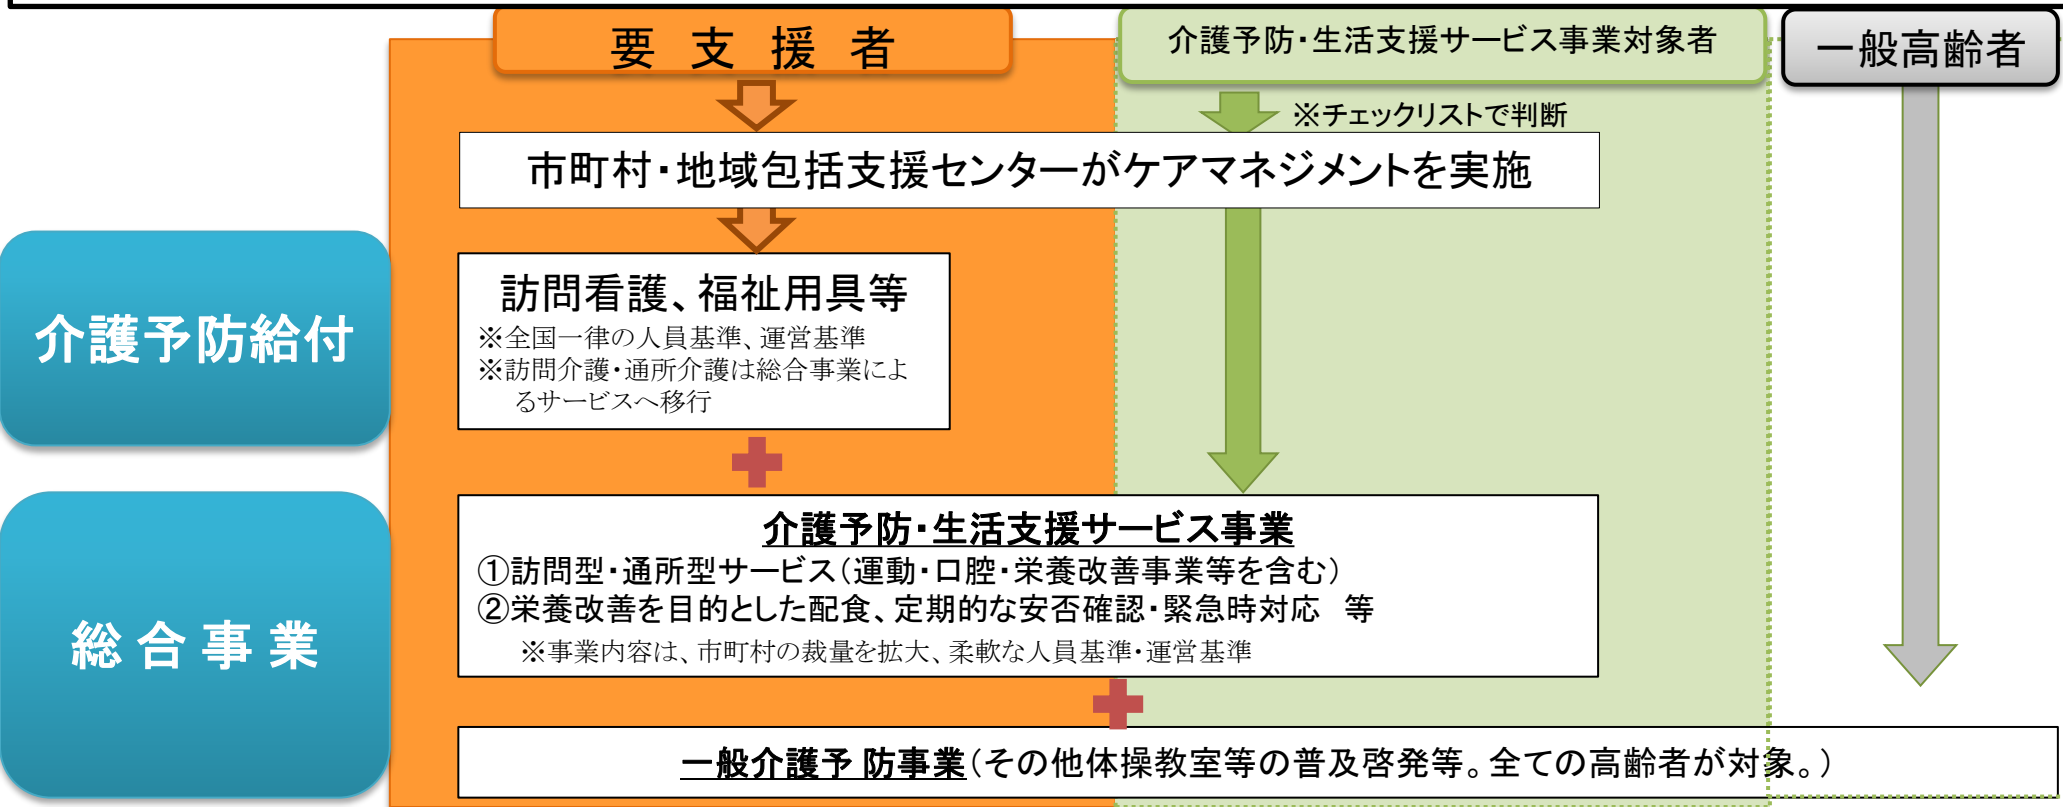 要 支 援 者
介護予防・生活支援サービス事業対象者
一般高齢者
※チェックリストで判断
市町村・地域包括支援センターがケアマネジメントを実施
介護予防給付
訪問看護、福祉用具等
※全国一律の人員基準、運営基準
※訪問介護・通所介護は総合事業によ
るサービスへ移行
総 合 事 業
介護予防・生活支援サービス事業
①訪問型・通所型サービス（運動・口腔・栄養改善事業等を含む）
②栄養改善を目的とした配食、定期的な安否確認・緊急時対応　等
※事業内容は、市町村の裁量を拡大、柔軟な人員基準・運営基準
一般介護予 防事業（その他体操教室等の普及啓発等。全ての高齢者が対象。）